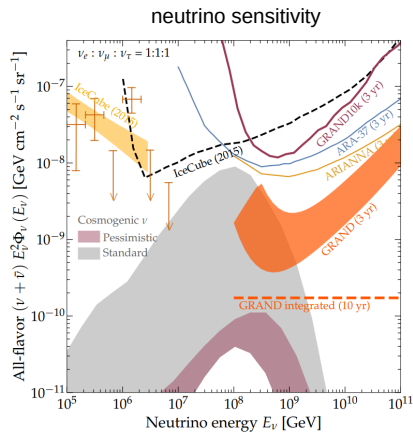 neutrino sensitivity
νe : νμ : ντ = 1:1:1
IceCube (2015)
IceCube (2015)
GRAND10k (3 yr)
ARA-37 (3 yr)
ARIANNA (3 yr)
GRAND (3 yr)
Cosmogenic ν
Pessimistic
Standard
GRAND integrated (10 yr)
All-flavor (ν + ν̄) E²νΦν (Eν) [GeV cm⁻² s⁻¹ sr⁻¹]
10⁻⁷
10⁻⁸
10⁻⁹
10⁻¹⁰
10⁻¹¹
10⁵ 10⁶ 10⁷ 10⁸ 10⁹ 10¹⁰ 10¹¹
Neutrino energy Eν [GeV]